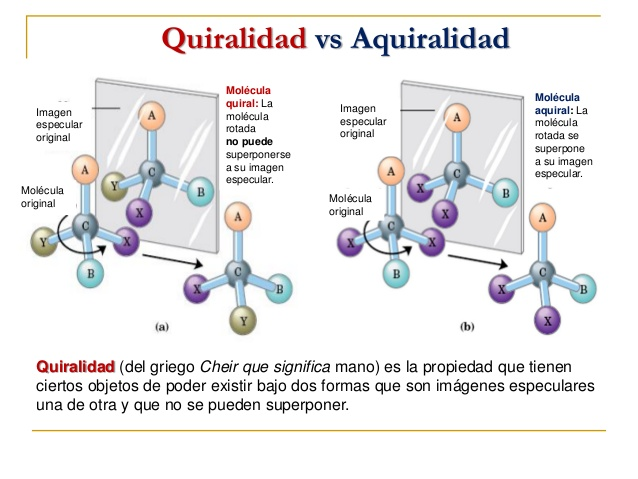 Quiralidad vs Aquiralidad
Imagen
especular
original
Molécula
quiral: La
molécula
rotada
no puede
superponerse
a su imagen
especular.
Molécula
original
A
C
Y
B
X
A
C
Y
X
B
A
C
X
B
Y
(a)
Imagen
especular
original
Molécula
aquiral: La
molécula
rotada se
superpone
a su imagen
especular.
Molécula
original
A
C
X
B
X
A
C
X
X
B
A
C
X
B
X
(b)
Quiralidad (del griego Cheir que significa mano) es la propiedad que tienen
ciertos objetos de poder existir bajo dos formas que son imágenes especulares
una de otra y que no se pueden superponer.